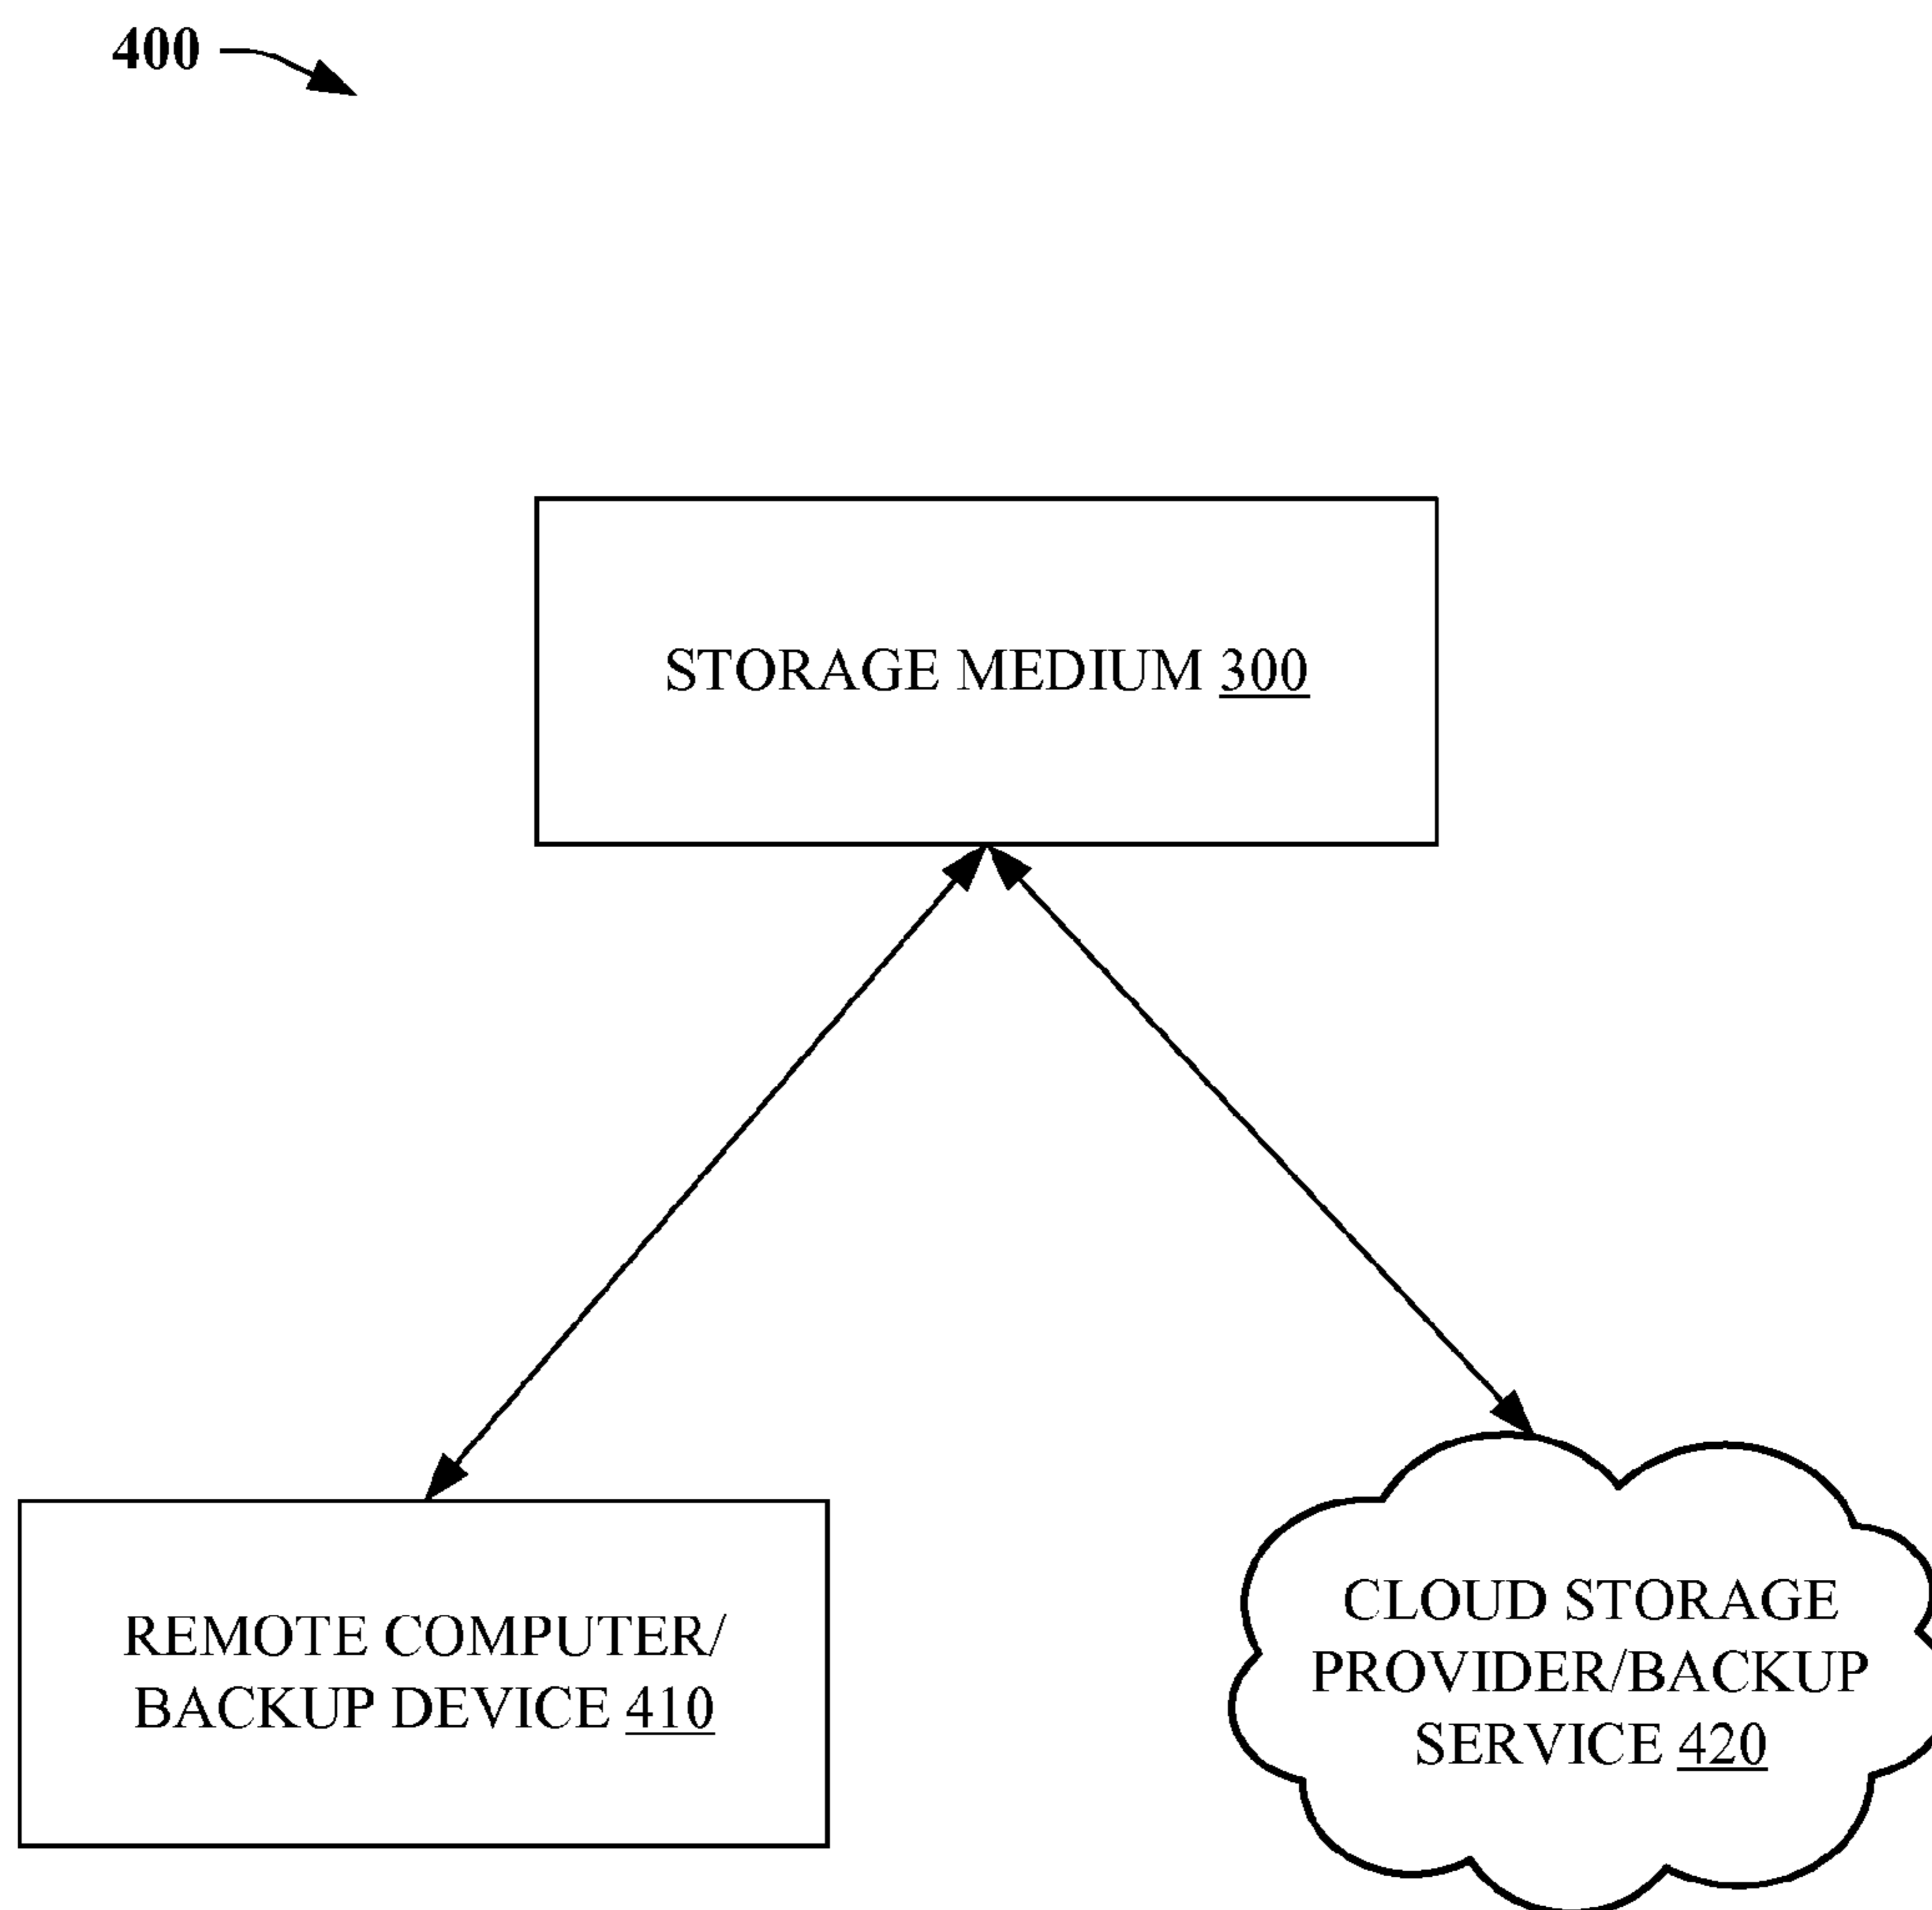 400
STORAGE MEDIUM 300
REMOTE COMPUTER/
BACKUP DEVICE 410
CLOUD STORAGE
PROVIDER/BACKUP
SERVICE 420